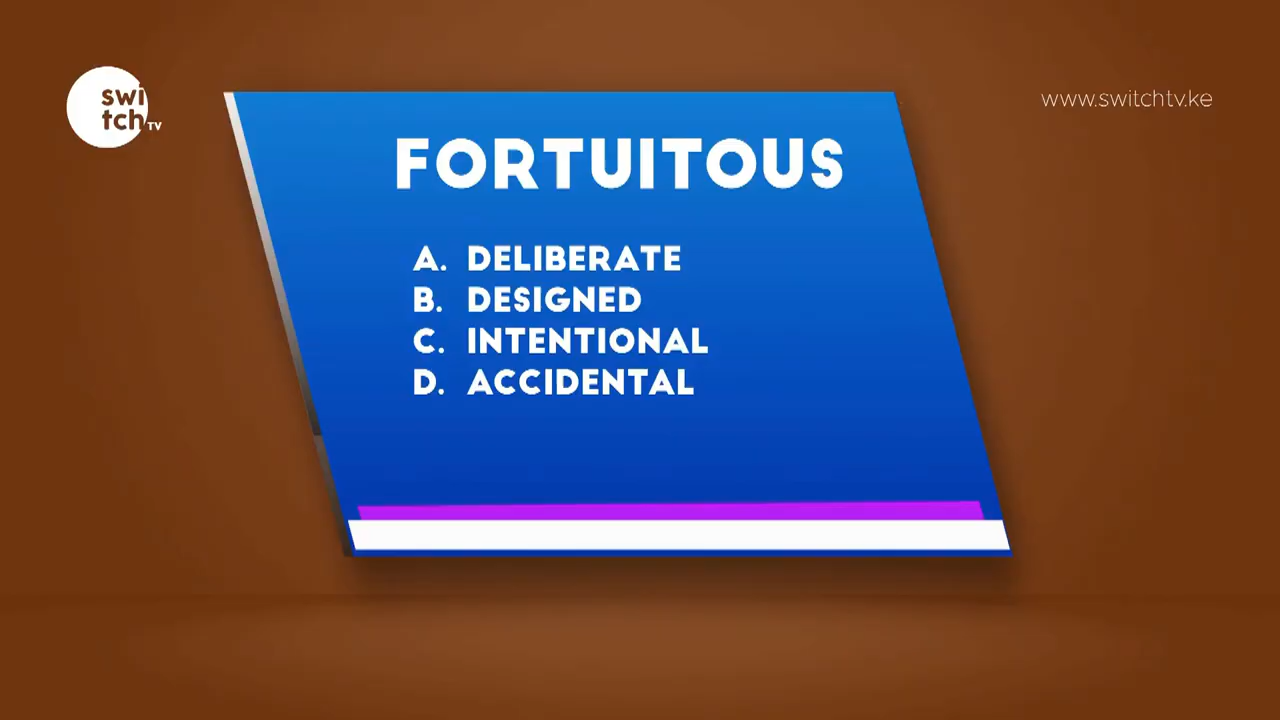 swi
tch TV
www.switchtv.ke
FORTUITOUS
A. DELIBERATE
B. DESIGNED
C. INTENTIONAL
D. ACCIDENTAL